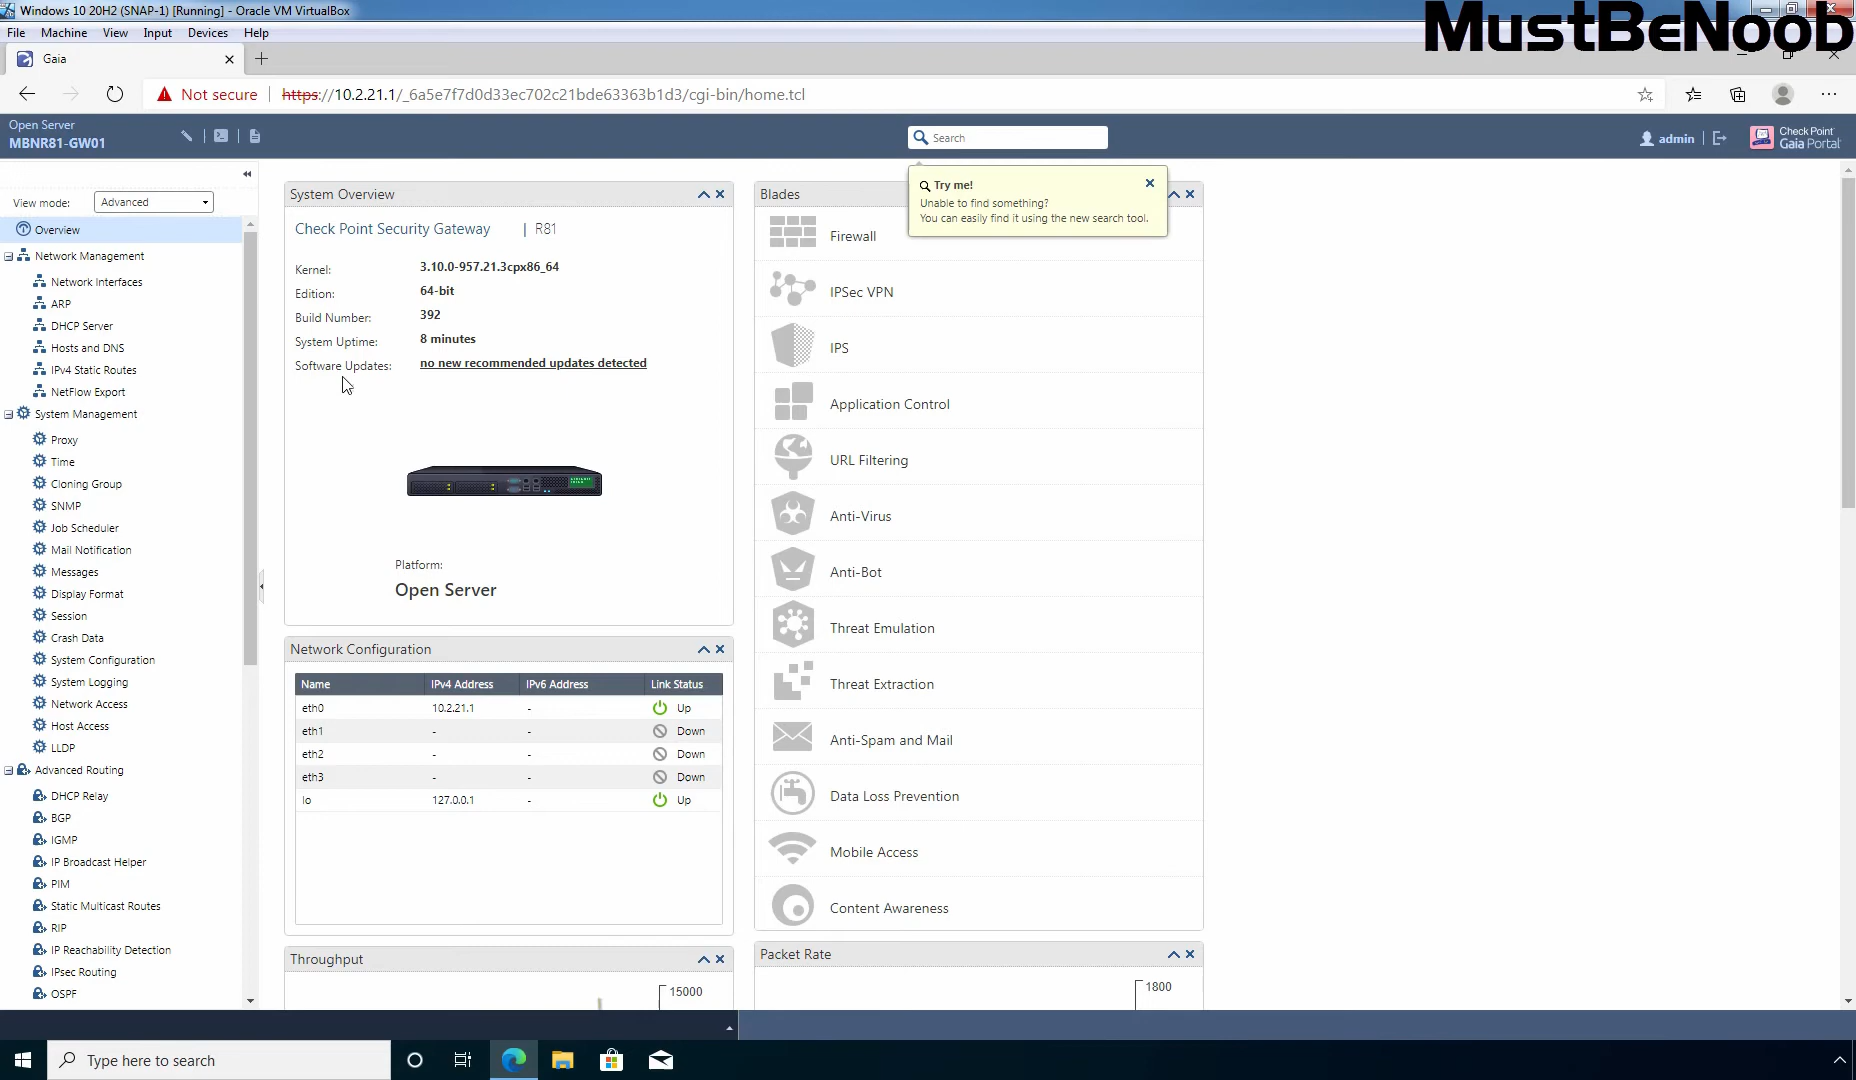 Windows 10 20H2 (SNAP-1) [Running] - Oracle VM VirtualBox
MustBeNoob
File Machine View Input Devices Help
Gaia
Not secure | https://10.2.21.1/_6a5e7f7d0d33ec702c21bde63363b1d3/cgi-bin/home.tcl
Open Server
MBNR81-GW01
Search
admin
Check Point
Gaia Portal
View mode: Advanced
Overview
Network Management
Network Interfaces
ARP
DHCP Server
Hosts and DNS
IPv4 Static Routes
NetFlow Export
System Management
Proxy
Time
Cloning Group
SNMP
Job Scheduler
Mail Notification
Messages
Display Format
Session
Crash Data
System Configuration
System Logging
Network Access
Host Access
LLDP
Advanced Routing
DHCP Relay
BGP
IGMP
IP Broadcast Helper
PIM
Static Multicast Routes
RIP
IP Reachability Detection
IPsec Routing
OSPF
System Overview
Check Point Security Gateway | R81
Kernel: 3.10.0-957.21.3cpx86_64
Edition: 64-bit
Build Number: 392
System Uptime: 8 minutes
Software Updates: no new recommended updates detected
Platform:
Open Server
Network Configuration
Name IPv4 Address IPv6 Address Link Status
eth0 10.2.21.1 - Up
eth1 - - Down
eth2 - - Down
eth3 - - Down
lo 127.0.0.1 - Up
Throughput
15000
Blades
Try me!
Unable to find something?
You can easily find it using the new search tool.
Firewall
IPSec VPN
IPS
Application Control
URL Filtering
Anti-Virus
Anti-Bot
Threat Emulation
Threat Extraction
Anti-Spam and Mail
Data Loss Prevention
Mobile Access
Content Awareness
Packet Rate
1800
Type here to search